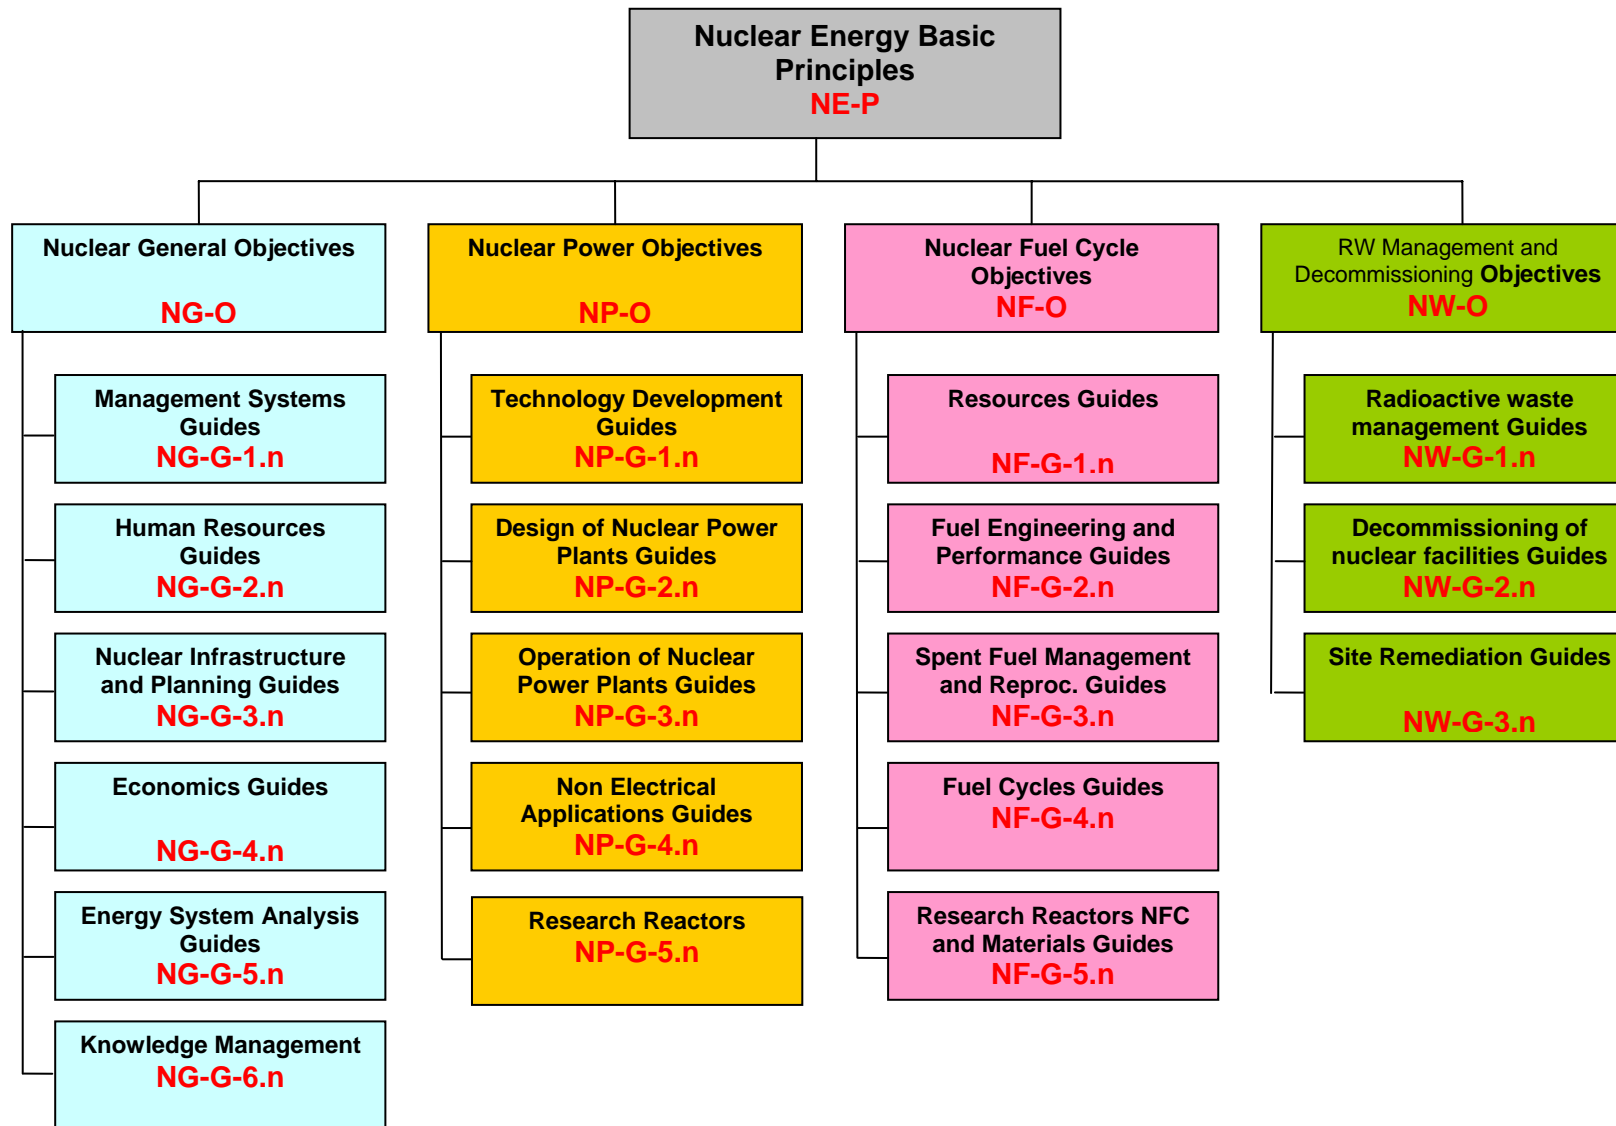 Nuclear Energy Basic
Principles
NE-P
Nuclear General Objectives
NG-O
Management Systems
Guides
NG-G-1.n
Human Resources
Guides
NG-G-2.n
Nuclear Infrastructure
and Planning Guides
NG-G-3.n
Economics Guides
NG-G-4.n
Energy System Analysis
Guides
NG-G-5.n
Knowledge Management
NG-G-6.n
Nuclear Power Objectives
NP-O
Technology Development
Guides
NP-G-1.n
Design of Nuclear Power
Plants Guides
NP-G-2.n
Operation of Nuclear
Power Plants Guides
NP-G-3.n
Non Electrical
Applications Guides
NP-G-4.n
Research Reactors
NP-G-5.n
Nuclear Fuel Cycle
Objectives
NF-O
Resources Guides
NF-G-1.n
Fuel Engineering and
Performance Guides
NF-G-2.n
Spent Fuel Management
and Reproc. Guides
NF-G-3.n
Fuel Cycles Guides
NF-G-4.n
Research Reactors NFC
and Materials Guides
NF-G-5.n
RW Management and
Decommissioning Objectives
NW-O
Radioactive waste
management Guides
NW-G-1.n
Decommissioning of
nuclear facilities Guides
NW-G-2.n
Site Remediation Guides
NW-G-3.n